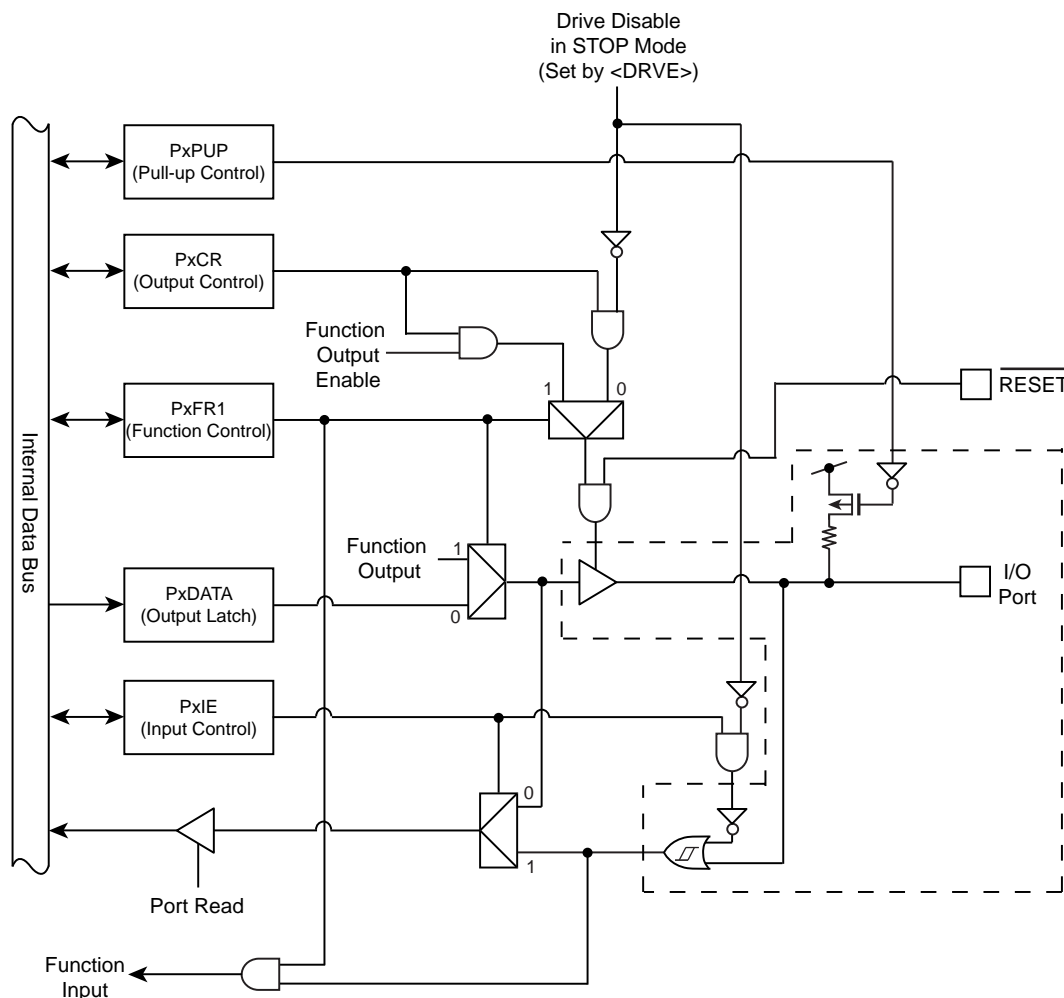 Drive Disable
in STOP Mode
(Set by <DRVE>)
PxPUP
(Pull-up Control)
PxCR
(Output Control)
Function
Output
Enable
1
0
RESET
PxFR1
(Function Control)
Internal Data Bus
Function
Output
1
0
I/O
Port
PxDATA
(Output Latch)
PxIE
(Input Control)
0
1
Port Read
Function
Input